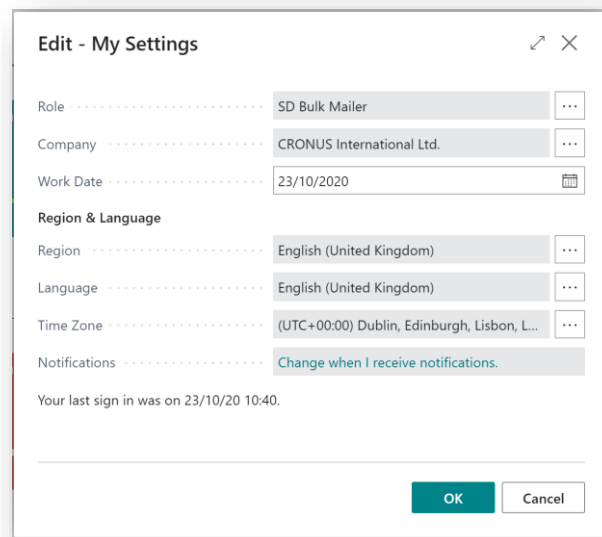 Edit - My Settings
Role SD Bulk Mailer ...
Company CRONUS International Ltd. ...
Work Date 23/10/2020
Region & Language
Region English (United Kingdom) ...
Language English (United Kingdom) ...
Time Zone (UTC+00:00) Dublin, Edinburgh, Lisbon, L... ...
Notifications Change when I receive notifications.
Your last sign in was on 23/10/20 10:40.
OK Cancel